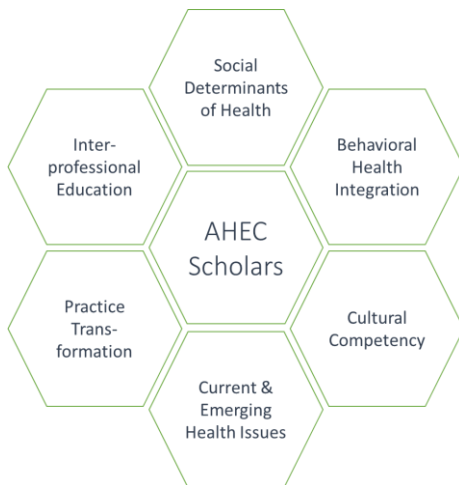 Social
Determinants
of Health
Inter-
professional
Education
Behavioral
Health
Integration
AHEC
Scholars
Practice
Trans-
formation
Cultural
Competency
Current &
Emerging
Health Issues